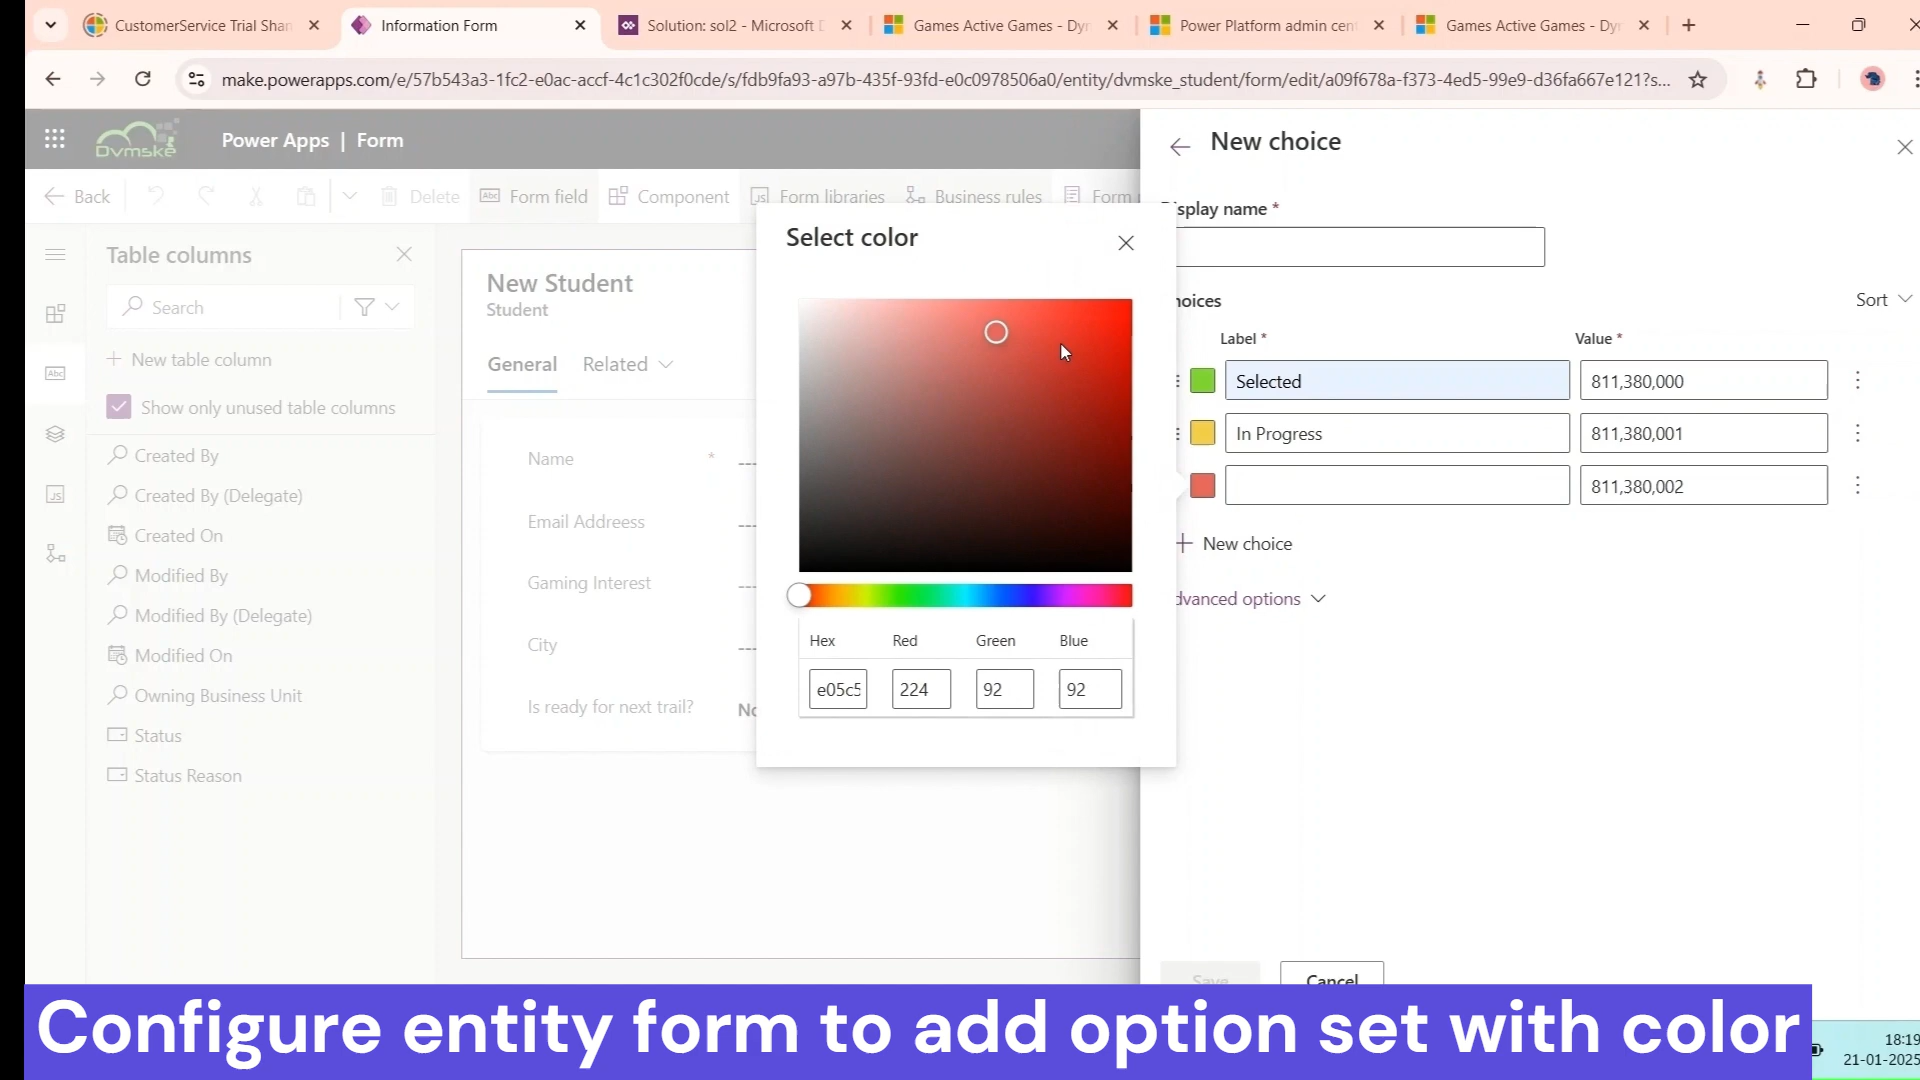 CustomerService Trial Shar
Information Form
Solution: sol2 - Microsoft
Games Active Games - Dy
Power Platform admin cent
Games Active Games - Dy
make.powerapps.com/e/57b543a3-1fc2-e0ac-accf-4c1c302f0cde/s/fdb9fa93-a97b-435f-93fd-e0c0978506a0/entity/dvmske_student/form/edit/a09f678a-f373-4ed5-99e9-d36fa667e121?s...
Dvmske
Power Apps | Form
Back
Delete
Form field
Component
Form libraries
Business rules
Form
Table columns
Search
New table column
Show only unused table columns
Created By
Created By (Delegate)
Created On
Modified By
Modified By (Delegate)
Modified On
Owning Business Unit
Status
Status Reason
New Student
Student
General
Related
Name * ---
Email Addreess ---
Gaming Interest ---
City ---
Is ready for next trail? No
Select color
Hex Red Green Blue
e05c5 224 92 92
New choice
isplay name *
hoices
Sort
Label * Value *
Selected 811,380,000
In Progress 811,380,001
811,380,002
New choice
dvanced options
Save
Cancel
Configure entity form to add option set with color
18:19
21-01-2025